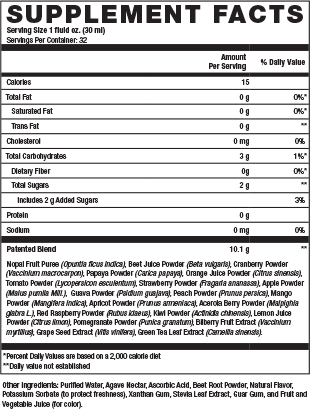 SUPPLEMENT FACTS
Serving Size 1 fluid oz. (30 ml)
Servings Per Container: 32
Amount Per Serving % Daily Value
Calories 15
Total Fat 0 g 0%*
Saturated Fat 0 g 0%*
Trans Fat 0 g **
Cholesterol 0 mg 0%
Total Carbohydrates 3 g 1%*
Dietary Fiber 0g 0%*
Total Sugars 2 g **
Includes 2 g Added Sugars 3%
Protein 0 g
Sodium 0 mg 0%
Patented Blend 10.1 g **
Nopal Fruit Puree (Opuntia ficus indica), Beet Juice Powder (Beta vulgaris), Cranberry Powder
(Vaccinium macrocarpon), Papaya Powder (Carica papaya), Orange Juice Powder (Citrus sinensis),
Tomato Powder (Lycopersicon esculentum), Strawberry Powder (Fragada ananassa), Apple Powder
(Malus pumila Mill.), Guava Powder (Psidium guajava), Peach Powder (Prunus persica), Mango
Powder (Mangifera indica), Apricot Powder (Prunus armeniaca), Acerola Berry Powder (Malpighia
glabra L.), Red Raspberry Powder (Rubus idaeus), Kiwi Powder (Actinidia chinensis), Lemon Juice
Powder (Citrus limon), Pomegranate Powder (Punica granatum), Bilberry Fruit Extract (Vaccinium
myrtillus), Grape Seed Extract (Vitis vinifera), Green Tea Leaf Extract (Camellia sinensis).
*Percent Daily Values are based on a 2,000 calorie diet
**Daily value not established
Other Ingredients: Purified Water, Agave Nectar, Ascorbic Acid, Beet Root Powder, Natural Flavor,
Potassium Sorbate (to protect freshness), Xanthan Gum, Stevia Leaf Extract, Guar Gum, and Fruit and
Vegetable Juice (for color).